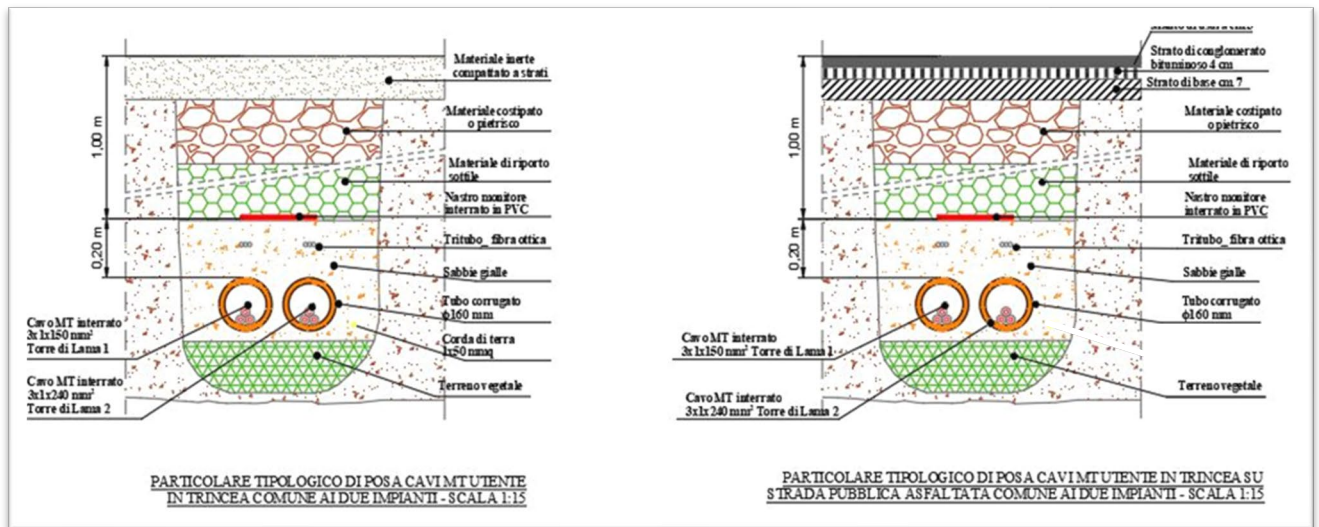 Materiale inerte
compattato a strati
Materiale costipato
o pietrisco
1,00 m
Materiale di riporto
sottile
Nastro monitore
interrato in PVC
0,20 m
Tritubo_ fibra ottica
Sabbie gialle
Tubo corrugato
ϕ160 mm
Cavo MT interrato
3x1x150 mm²
Torre di Lama 1
Corda di terra
1x50 mmq
Cavo MT interrato
3x1x240 mm²
Torre di Lama 2
Terreno vegetale
PARTICOLARE TIPOLOGICO DI POSA CAVI MT UTENTE
IN TRINCEA COMUNE AI DUE IMPIANTI - SCALA 1:15
Strato di conglomerato
bituminoso 4 cm
Strato di base cm. 7
Materiale costipato
o pietrisco
1,00 m
Materiale di riporto
sottile
Nastro monitore
interrato in PVC
0,20 m
Tritubo_ fibra ottica
Sabbie gialle
Tubo corrugato
ϕ160 mm
Cavo MT interrato
3x1x150 mm² Torre di Lama 1
Terreno vegetale
Cavo MT interrato
3x1x240 mm² Torre di Lama 2
PARTICOLARE TIPOLOGICO DI POSA CAVI MT UTENTE IN TRINCEA SU
STRADA PUBBLICA ASFALTATA COMUNE AI DUE IMPIANTI - SCALA 1:15